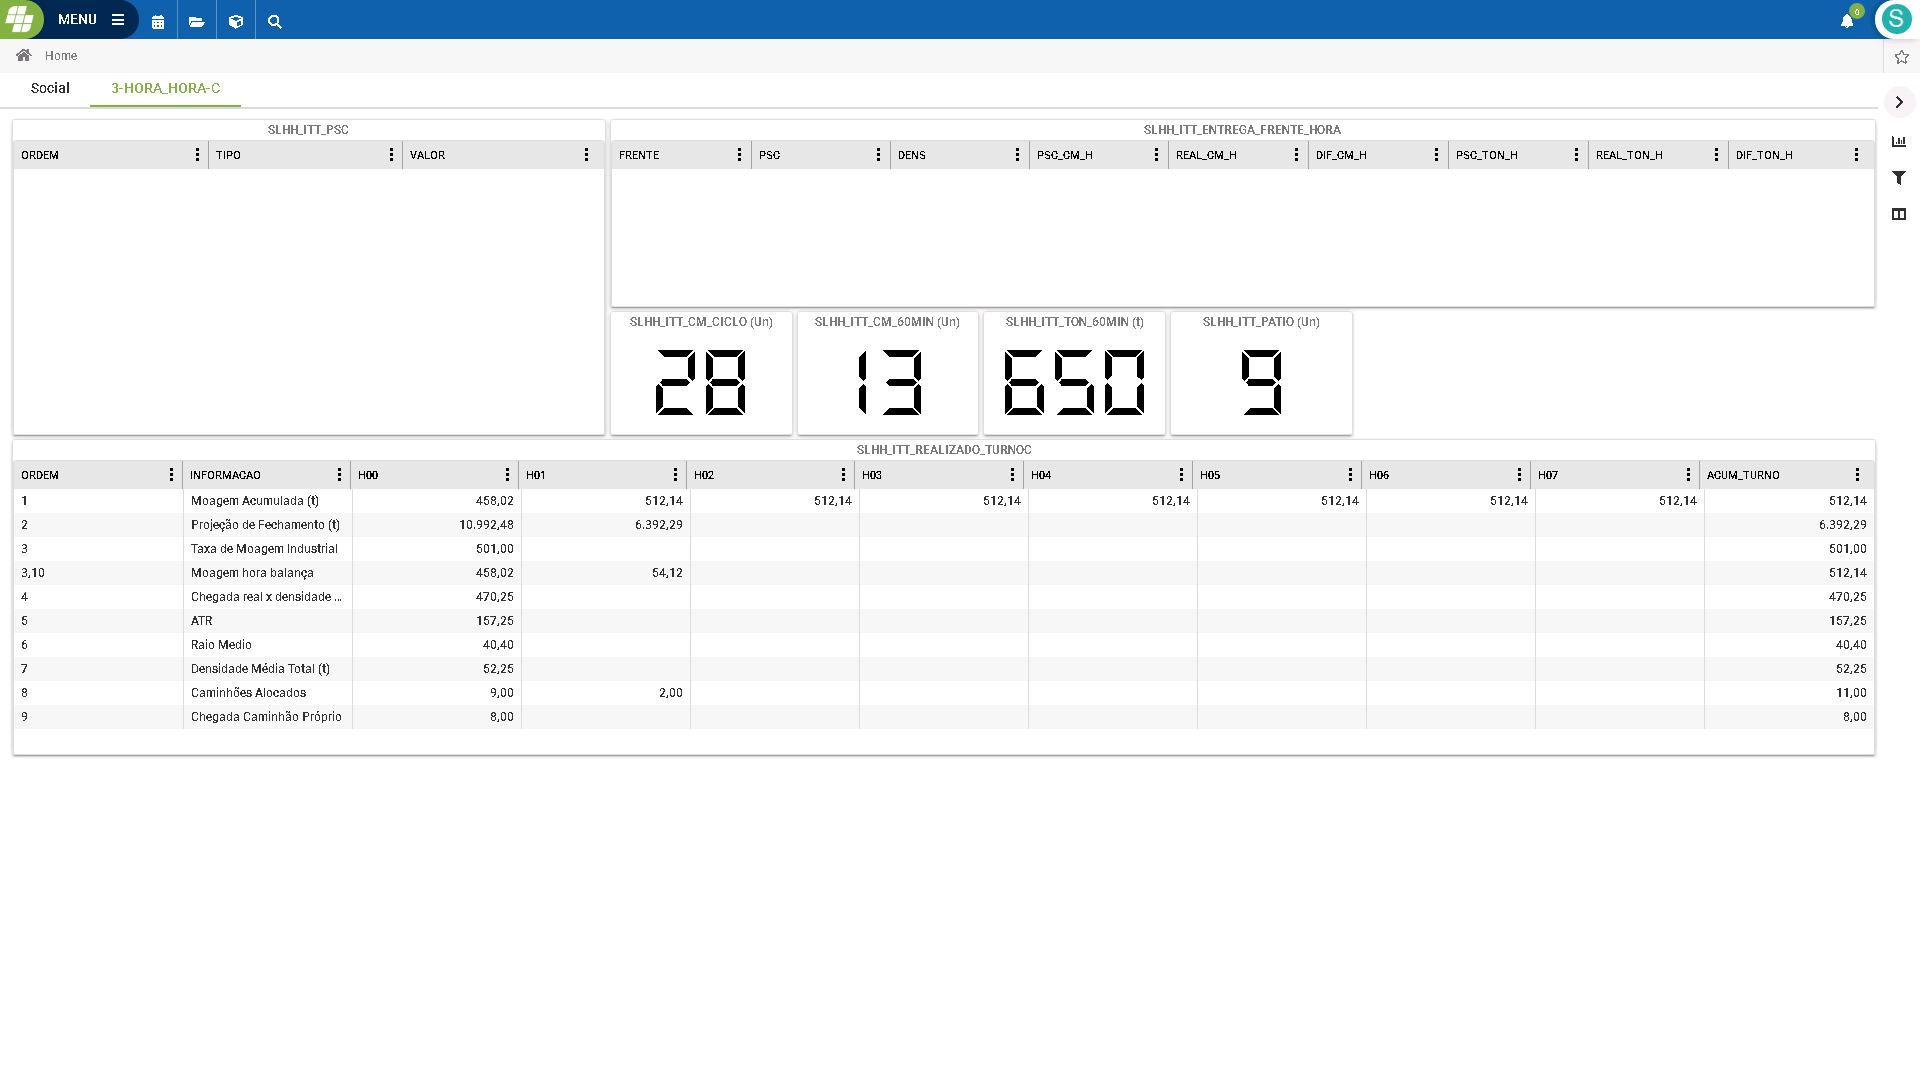 MENU
0
S
Home
Social 3-HORA_HORA-C
SLHH_ITT_PSC
ORDEM TIPO VALOR
SLHH_ITT_ENTREGA_FRENTE_HORA
FRENTE PSC DENS PSC_CM_H REAL_CM_H DIF_CM_H PSC_TON_H REAL_TON_H DIF_TON_H
SLHH_ITT_CM_CICLO (Un) SLHH_ITT_CM_60MIN (Un) SLHH_ITT_TON_60MIN (t) SLHH_ITT_PATIO (Un)
28 13 650 9
SLHH_ITT_REALIZADO_TURNOC
ORDEM INFORMACAO H00 H01 H02 H03 H04 H05 H06 H07 ACUM_TURNO
1 Moagem Acumulada (t) 458,02 512,14 512,14 512,14 512,14 512,14 512,14 512,14 512,14
2 Projeção de Fechamento (t) 10.992,48 6.392,29 6.392,29
3 Taxa de Moagem Industrial 501,00 501,00
3,10 Moagem hora balança 458,02 54,12 512,14
4 Chegada real x densidade ... 470,25 470,25
5 ATR 157,25 157,25
6 Raio Medio 40,40 40,40
7 Densidade Média Total (t) 52,25 52,25
8 Caminhões Alocados 9,00 2,00 11,00
9 Chegada Caminhão Próprio 8,00 8,00